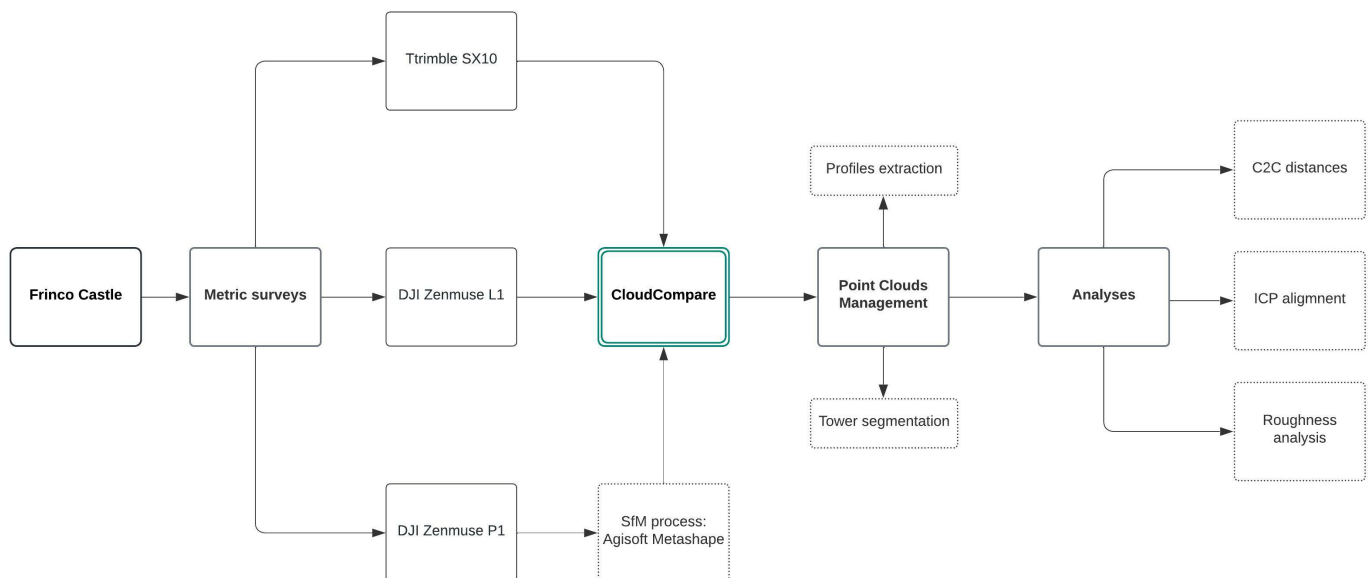 Ttrimble SX10
Profiles extraction
C2C distances
Frinco Castle
Metric surveys
DJI Zenmuse L1
CloudCompare
Point Clouds
Management
Analyses
ICP aligmnent
Tower segmentation
Roughness
analysis
DJI Zenmuse P1
SfM process:
Agisoft Metashape